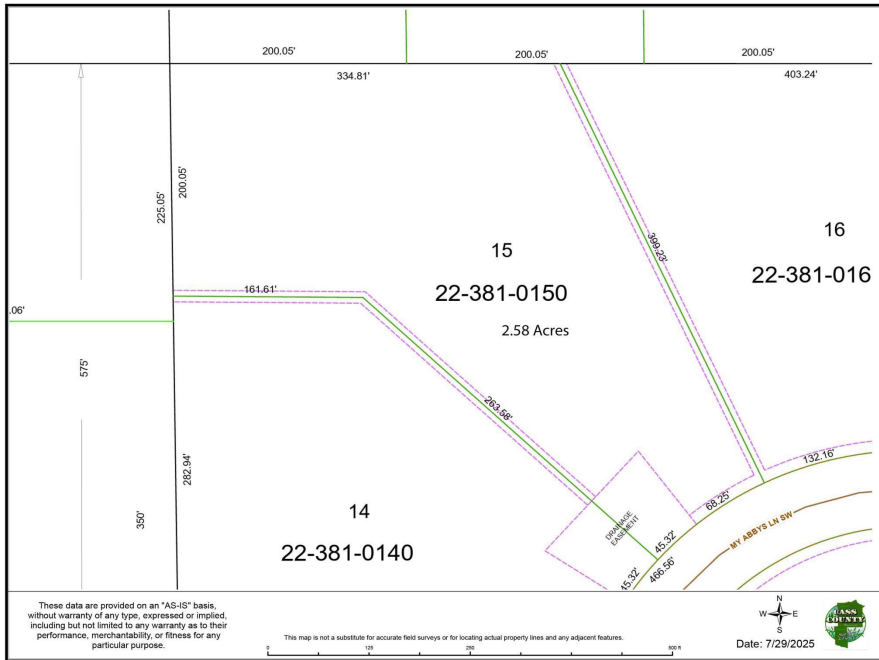 200.05'
200.05'
200.05'
334.81'
403.24'
200.05'
225.05'
399.23'
16
15
22-381-016
161.61'
22-381-0150
.06'
2.58 Acres
575'
263.58'
132.16'
282.94'
68.25'
14
350'
DRAINAGE
EASEMENT
MY ABBYS LN SW
45.32'
22-381-0140
466.56'
45.32'
These data are provided on an "AS-IS" basis,
without warranty of any type, expressed or implied,
including but not limited to any warranty as to their
performance, merchantability, or fitness for any
particular purpose.
This map is not a substitute for accurate field surveys or for locating actual property lines and any adjacent features.
0 125 250 500 ft
N
W E
S
Date: 7/29/2025
CASS
COUNTY